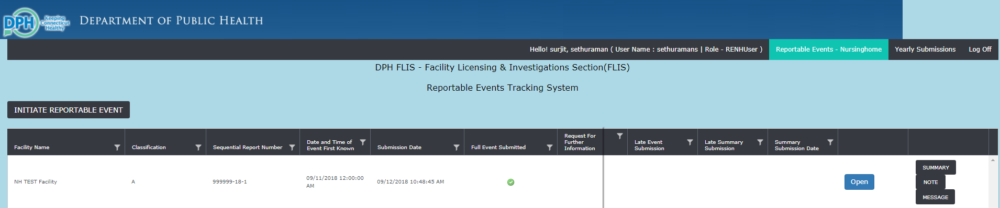 DPH Keeping
Connecticut
Healthy
DEPARTMENT OF PUBLIC HEALTH
Hello! surjit, sethuraman ( User Name : sethuramans | Role - RENHUser )
Reportable Events - Nursinghome
Yearly Submissions
Log Off
DPH FLIS - Facility Licensing & Investigations Section(FLIS)
Reportable Events Tracking System
INITIATE REPORTABLE EVENT
Facility Name
Classification
Sequential Report Number
Date and Time of
Event First Known
Submission Date
Full Event Submitted
Request For
Further
Information
Late Event
Submission
Late Summary
Submission
Summary
Submission Date
NH TEST Facility
A
999999-18-1
09/11/2018 12:00:00
AM
09/12/2018 10:48:45 AM
Open
SUMMARY
NOTE
MESSAGE